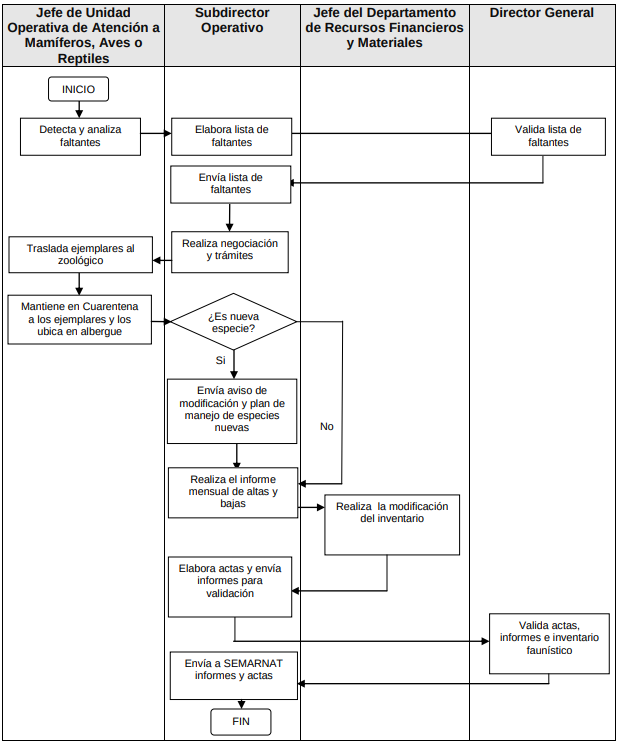 Jefe de Unidad
Operativa de Atención a
Mamíferos, Aves o
Reptiles
Subdirector
Operativo
Jefe del Departamento
de Recursos Financieros
y Materiales
Director General
INICIO
Detecta y analiza
faltantes
Elabora lista de
faltantes
Valida lista de
faltantes
Envía lista de
faltantes
Realiza negociación
y trámites
Traslada ejemplares al
zoológico
Mantiene en Cuarentena
a los ejemplares y los
ubica en albergue
¿Es nueva
especie?
Si
No
Envía aviso de
modificación y plan de
manejo de especies
nuevas
Realiza el informe
mensual de altas y
bajas
Realiza la modificación
del inventario
Elabora actas y envía
informes para
validación
Valida actas,
informes e inventario
faunístico
Envía a SEMARNAT
informes y actas
FIN